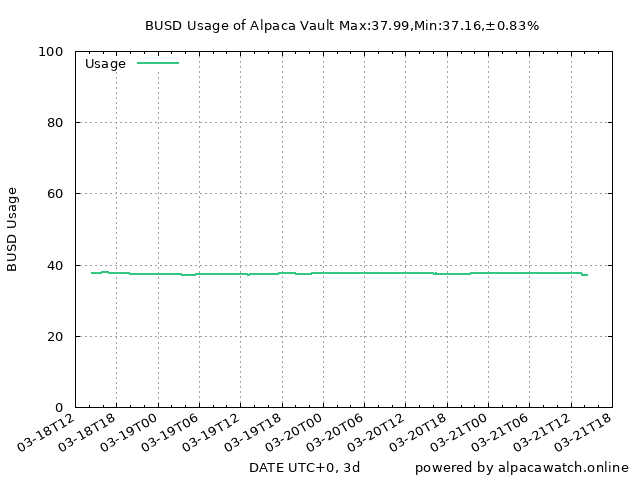 BUSD Usage of Alpaca Vault Max:37.99,Min:37.16,±0.83%
Usage
100
80
60
40
20
0
BUSD Usage
03-18T12
03-18T18
03-19T00
03-19T06
03-19T12
03-19T18
03-20T00
03-20T06
03-20T12
03-20T18
03-21T00
03-21T06
03-21T12
03-21T18
DATE UTC+0, 3d
powered by alpacawatch.online